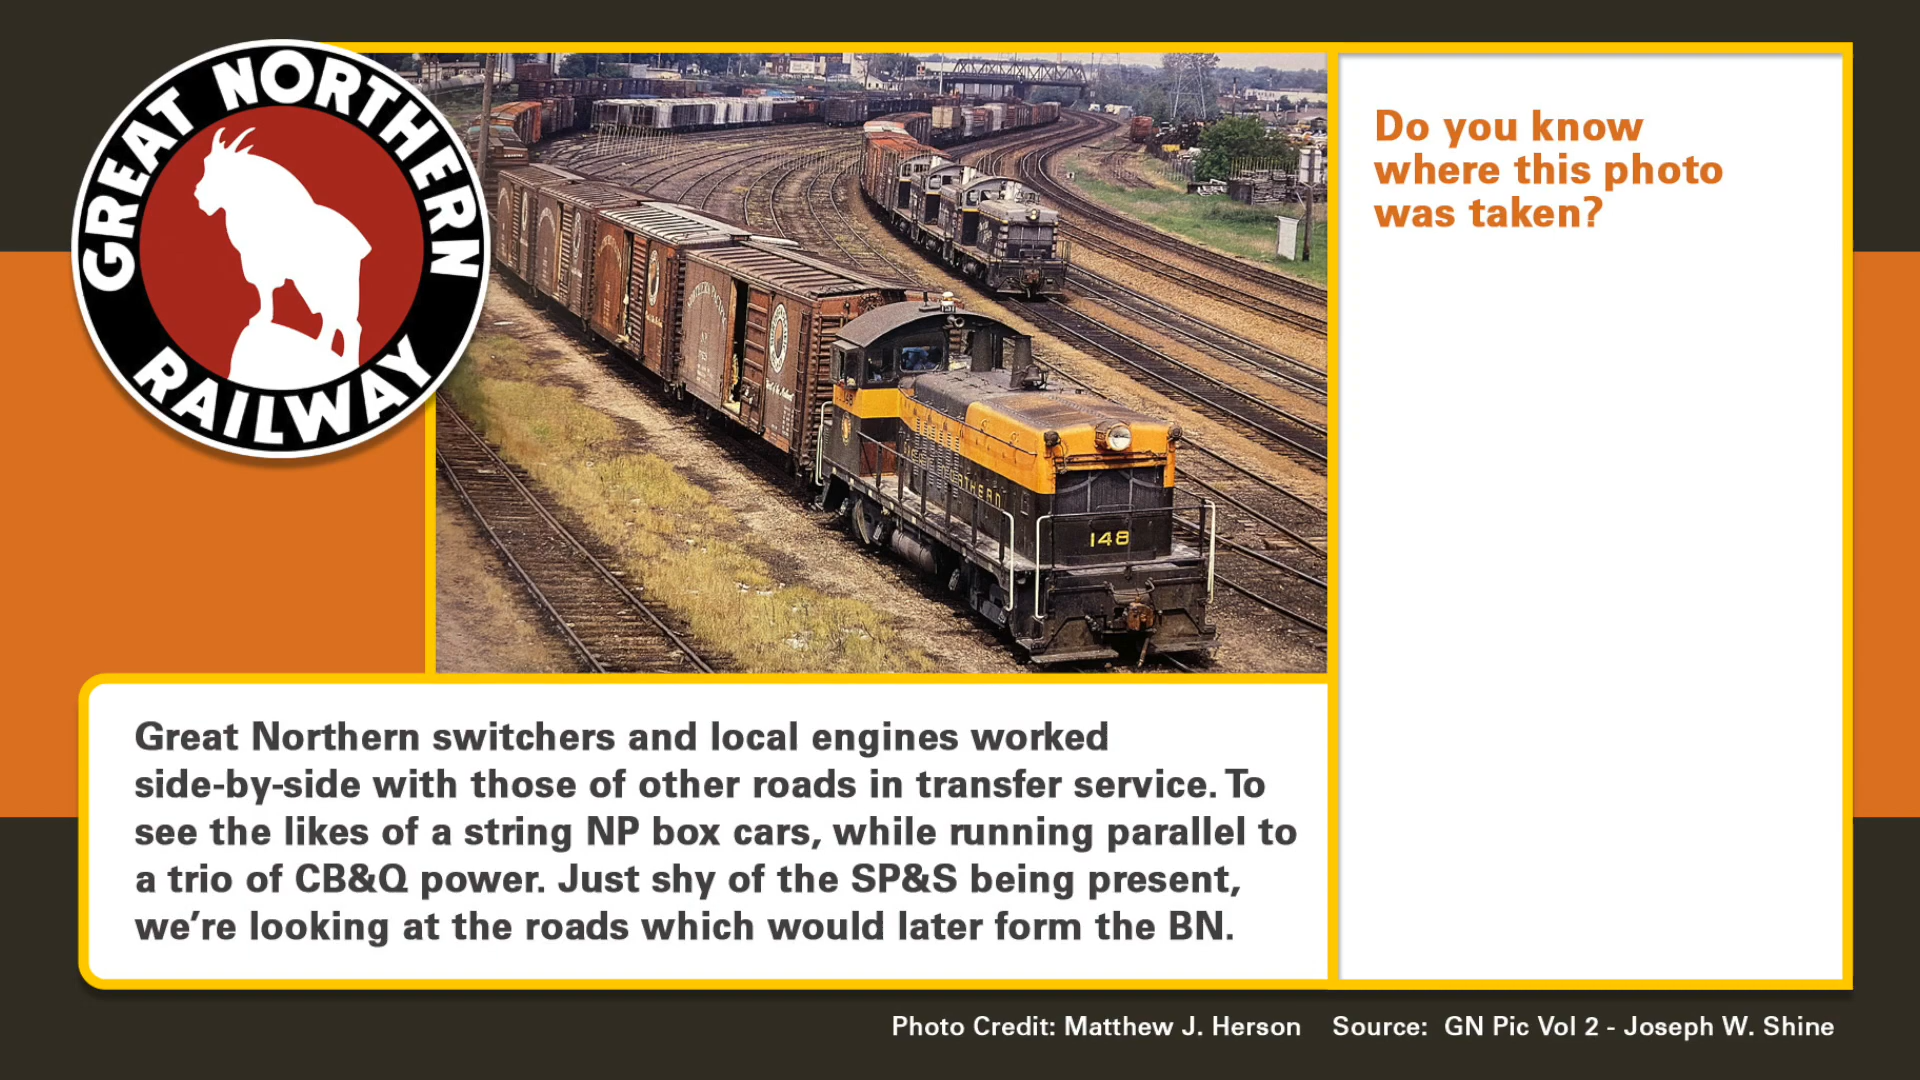 GREAT NORTHERN
RAILWAY
Do you know
where this photo
was taken?
148
Great Northern switchers and local engines worked
side-by-side with those of other roads in transfer service. To
see the likes of a string NP box cars, while running parallel to
a trio of CB&Q power. Just shy of the SP&S being present,
we're looking at the roads which would later form the BN.
Photo Credit: Matthew J. Herson Source: GN Pic Vol 2 - Joseph W. Shine